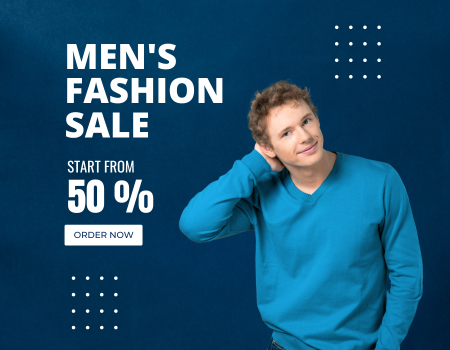 MEN'S
FASHION
SALE
START FROM
50 %
ORDER NOW